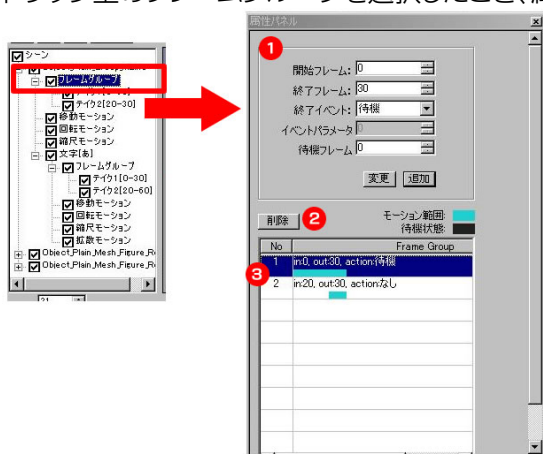 トラック上のフレームグループを選択したとき、
属性パネル
シーン
フレームグループ
テイク2[20-30]
移動モーション
回転モーション
縮尺モーション
文字[あ]
フレームグループ
テイク1[0-30]
テイク2[20-60]
移動モーション
回転モーション
縮尺モーション
拡散モーション
Object_Plain_Mesh_Figure_R
Object_Plain_Mesh_Figure_R
1
開始フレーム: 0
終了フレーム: 30
終了イベント: 待機
イベントパラメータ 0
待機フレーム 0
変更 追加
削除 2 モーション範囲:
待機状態:
No Frame Group
3
1 in:0, out:30, action:待機
2 in:20, out:30, action:なし